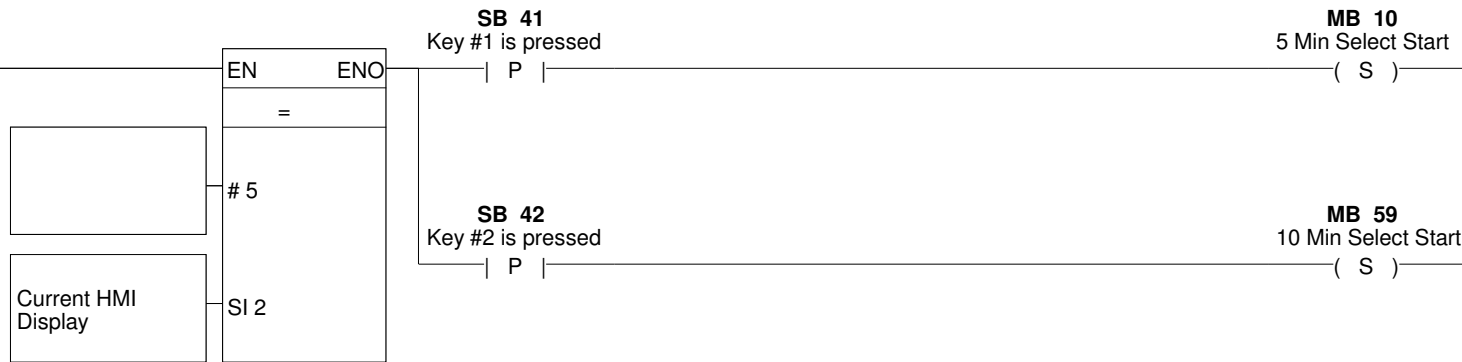 SB 41
Key #1 is pressed
MB 10
5 Min Select Start
EN ENO
| P |
( S )
=
# 5
SB 42
Key #2 is pressed
MB 59
10 Min Select Start
| P |
( S )
Current HMI
Display
SI 2